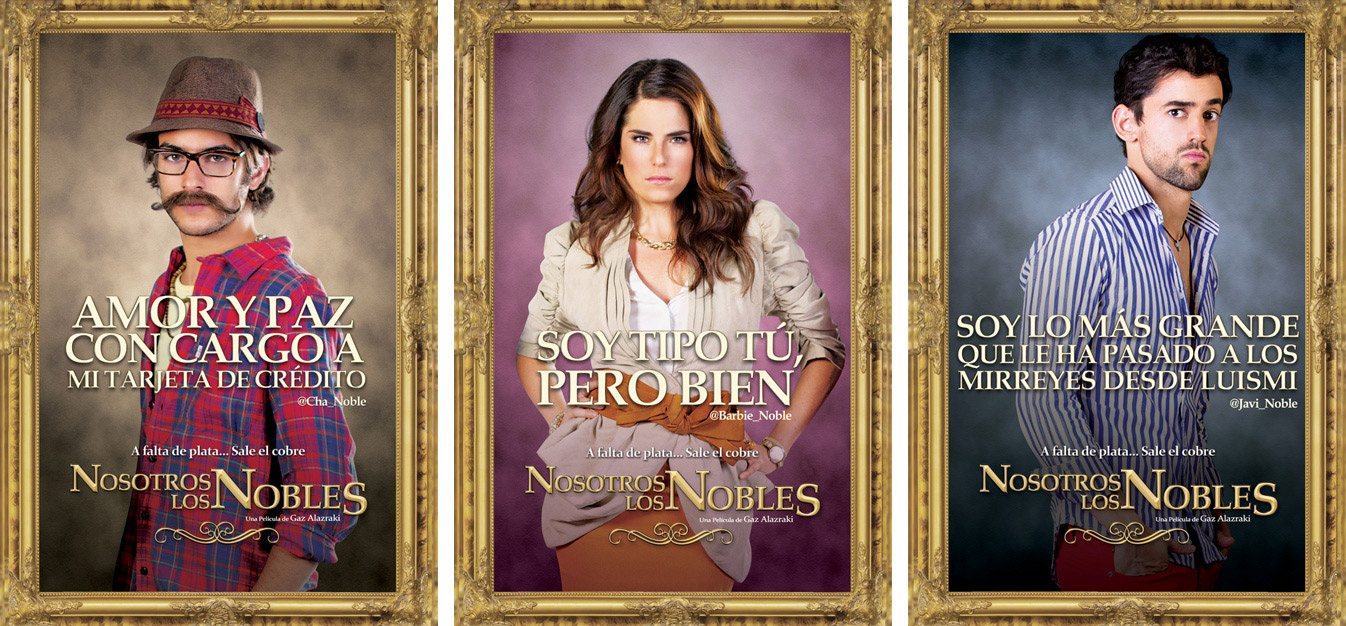 AMOR Y PAZ
CON CARGO A
MI TARJETA DE CRÉDITO
@Cha_Noble
A falta de plata... Sale el cobre
NOSOTROS
LOS NOBLES
Una Película de Gaz Alazraki
SOY TIPO TÚ,
PERO BIEN
@Barbie_Noble
A falta de plata... Sale el cobre
NOSOTROS
LOS NOBLES
Una Película de Gaz Alazraki
SOY LO MÁS GRANDE
QUE LE HA PASADO A LOS
MIRREYES DESDE LUISMI
@Javi_Noble
A falta de plata... Sale el cobre
NOSOTROS
LOS NOBLES
Una Película de Gaz Alazraki